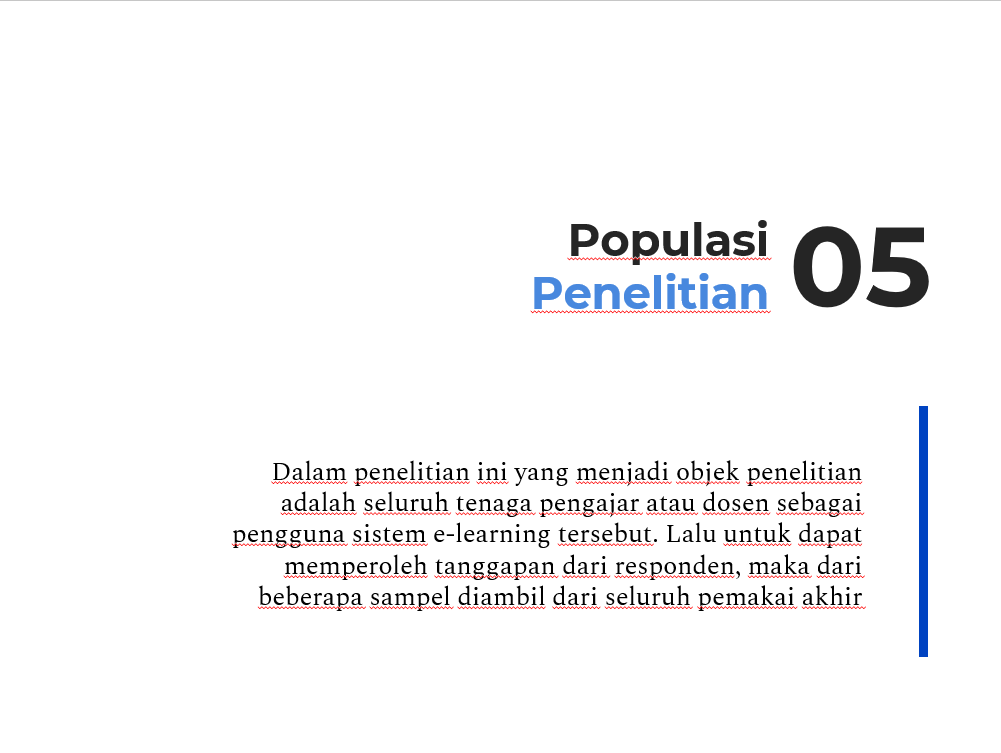 Populasi
Penelitian
05
Dalam penelitian ini yang menjadi objek penelitian
adalah seluruh tenaga pengajar atau dosen sebagai
pengguna sistem e-learning tersebut. Lalu untuk dapat
memperoleh tanggapan dari responden, maka dari
beberapa sampel diambil dari seluruh pemakai akhir